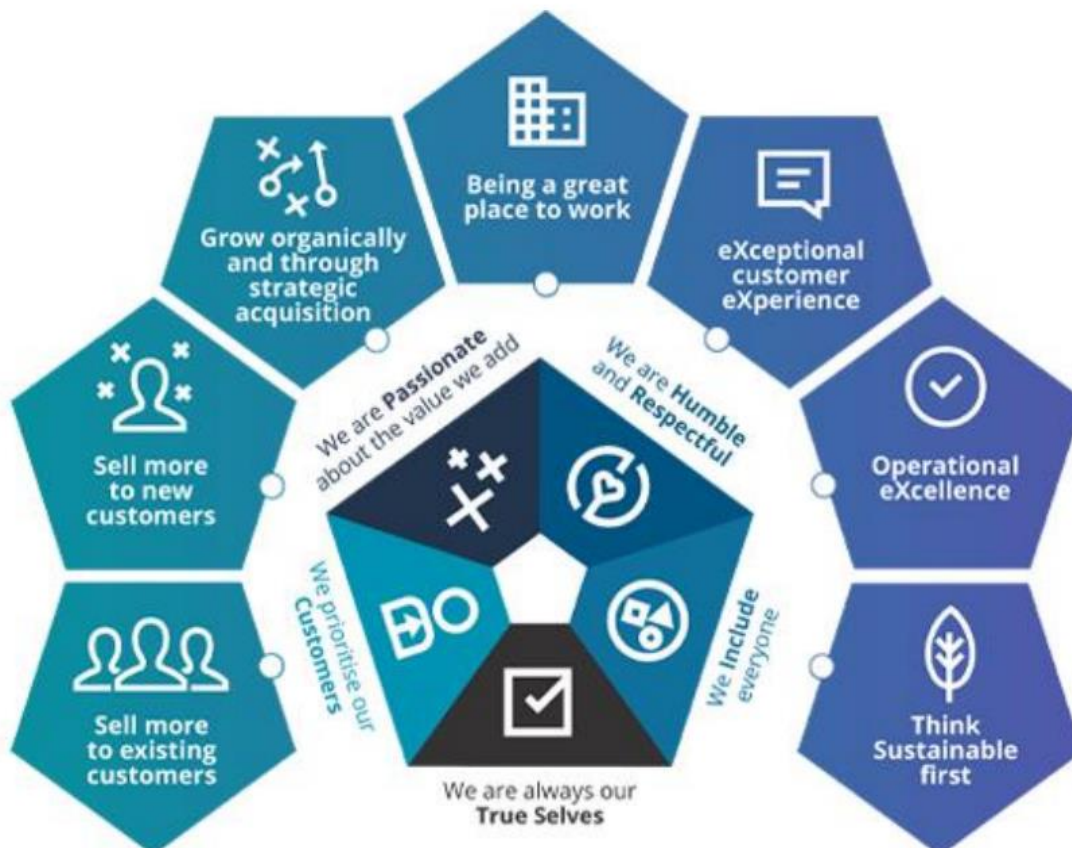 Being a great
place to work
Grow organically
and through
strategic
acquisition
eXceptional
customer
eXperience
Sell more
to new
customers
Operational
eXcellence
Sell more
to existing
customers
Think
Sustainable
first
We are Passionate
about the value we add
We are Humble
and Respectful
We prioritise our
Customers
We Include
everyone
We are always our
True Selves